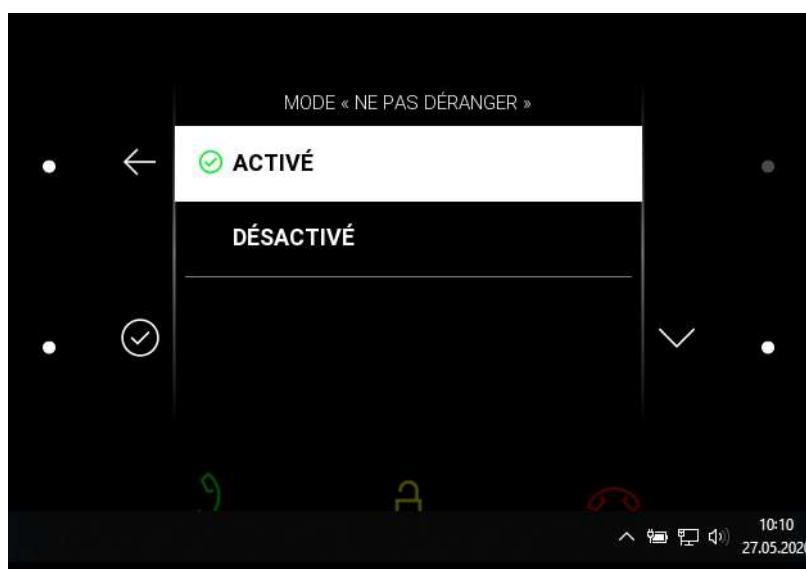 MODE « NE PAS DÉRANGER »
ACTIVÉ
DÉSACTIVÉ
10:10
27.05.2020